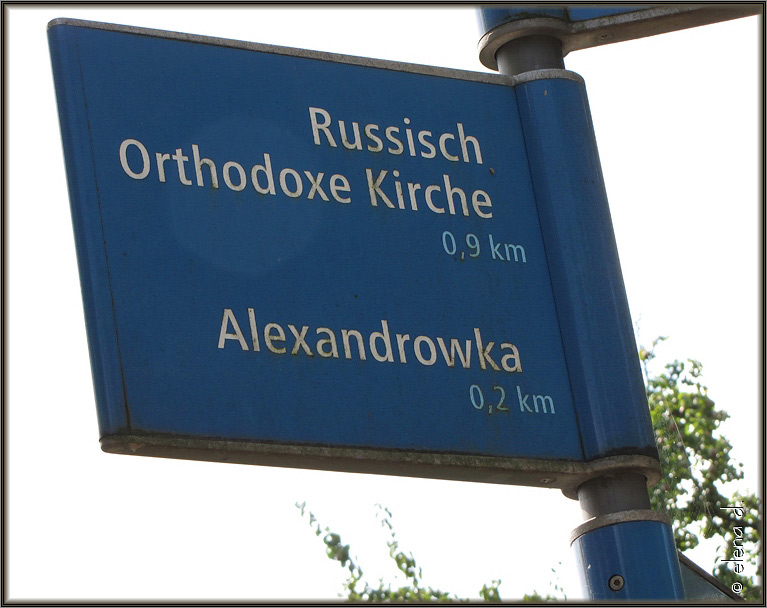 Russisch
Orthodoxe Kirche
0,9 km
Alexandrowka
0,2 km
© elena d.